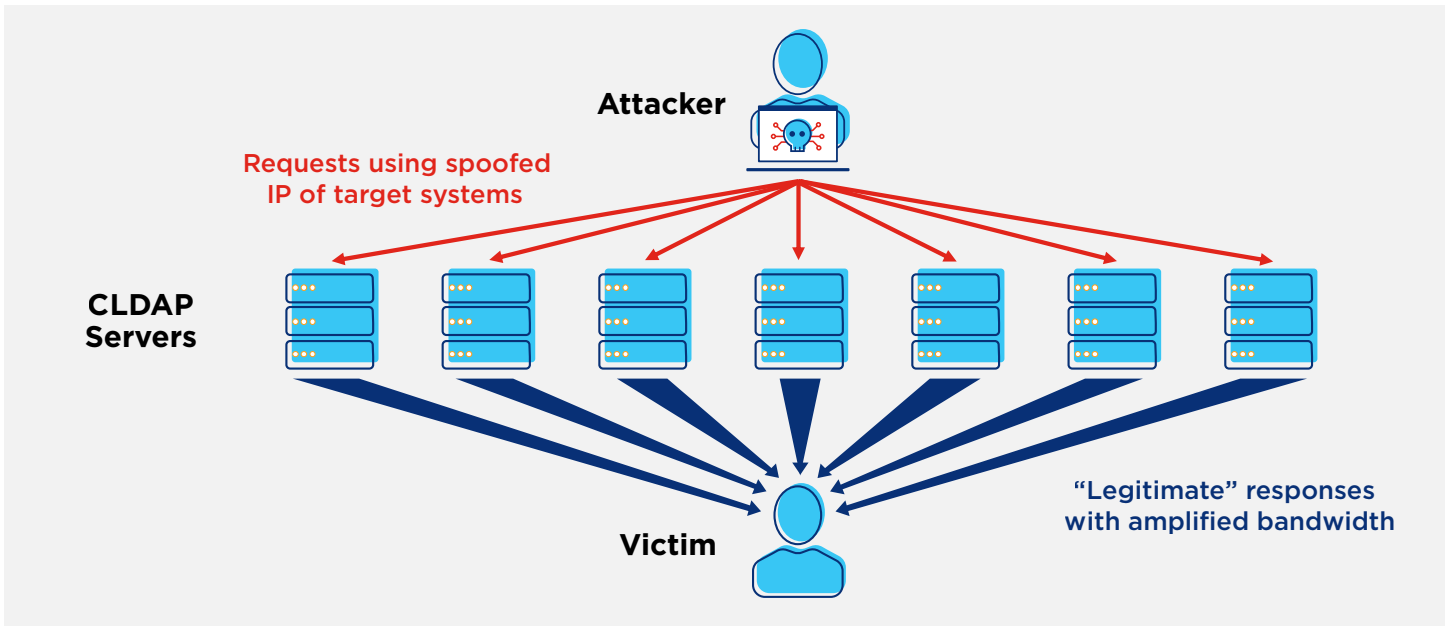 Attacker
Requests using spoofed
IP of target systems
CLDAP
Servers
“Legitimate” responses
with amplified bandwidth
Victim